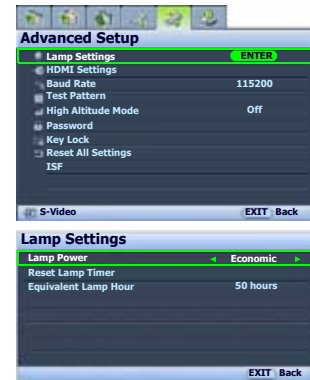 Advanced Setup
Lamp Settings ENTER
HDMI Settings
Baud Rate 115200
Test Pattern
High Altitude Mode Off
Password
Key Lock
Reset All Settings
ISF
S-Video EXIT Back
Lamp Settings
Lamp Power Economic
Reset Lamp Timer
Equivalent Lamp Hour 50 hours
EXIT Back